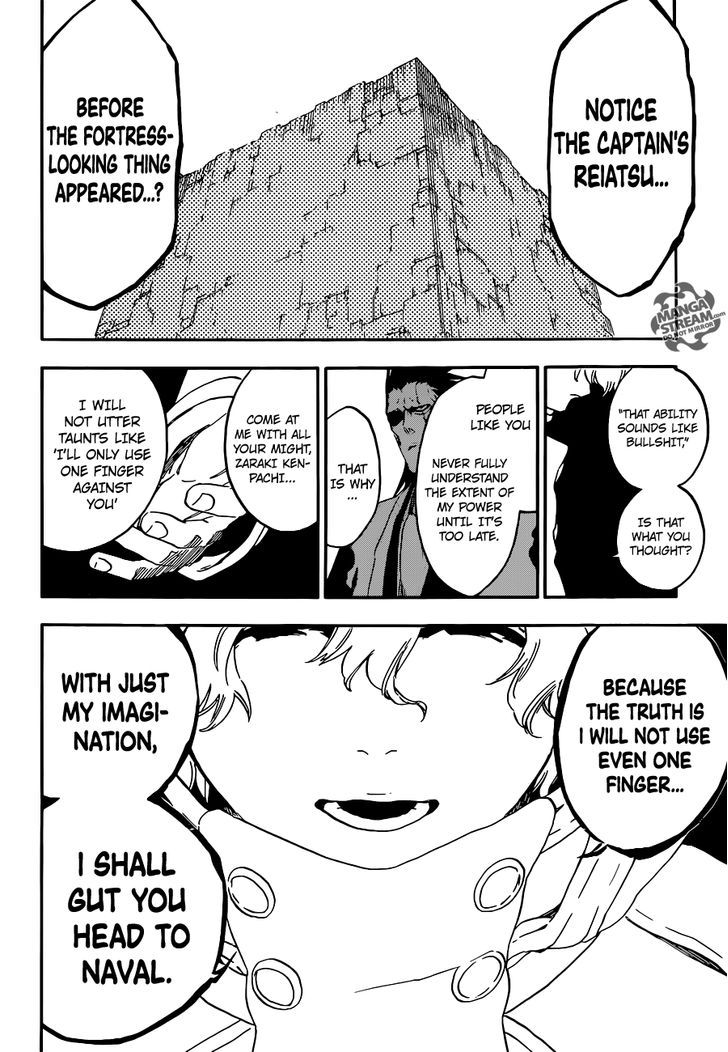 NOTICE
THE CAPTAIN'S
REIATSU...
BEFORE
THE FORTRESS-
LOOKING THING
APPEARED...?
MANGA
STREAM.com
DO NOT MIRROR
"THAT ABILITY
SOUNDS LIKE
BULLSHIT,"
IS THAT
WHAT YOU
THOUGHT?
PEOPLE
LIKE YOU
NEVER FULLY
UNDERSTAND
THE EXTENT OF
MY POWER
UNTIL IT'S
TOO LATE.
THAT
IS WHY
...
COME AT
ME WITH ALL
YOUR MIGHT,
ZARAKI KEN-
PACHI...
I WILL
NOT UTTER
TAUNTS LIKE
'I'LL ONLY USE
ONE FINGER
AGAINST
YOU'
BECAUSE
THE TRUTH IS
I WILL NOT USE
EVEN ONE
FINGER...
WITH JUST
MY IMAGI-
NATION,
I SHALL
GUT YOU
HEAD TO
NAVAL.